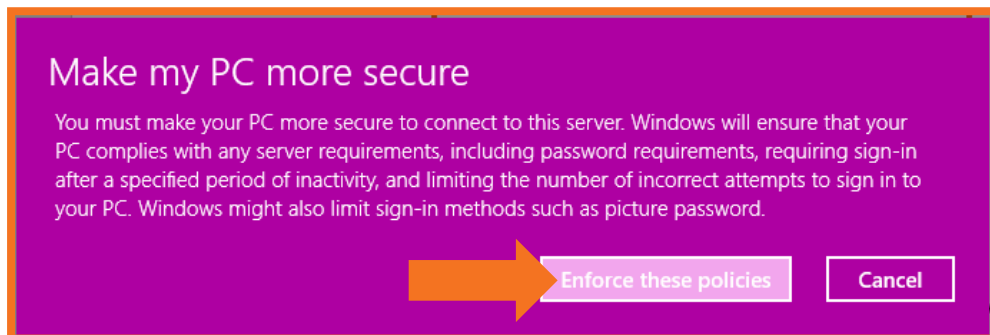 Make my PC more secure
You must make your PC more secure to connect to this server. Windows will ensure that your
PC complies with any server requirements, including password requirements, requiring sign-in
after a specified period of inactivity, and limiting the number of incorrect attempts to sign in to
your PC. Windows might also limit sign-in methods such as picture password.
Enforce these policies Cancel